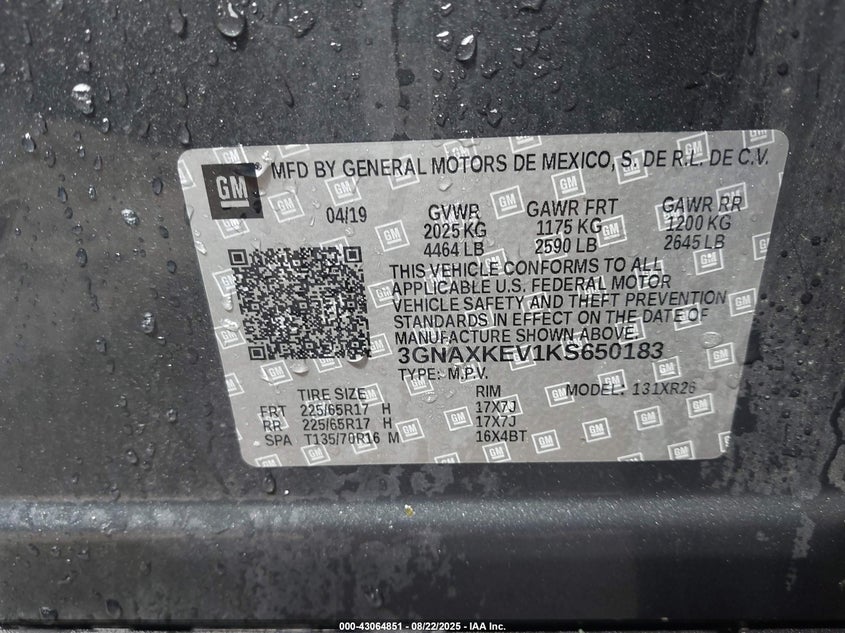 GM
MFD BY GENERAL MOTORS DE MEXICO, S. DE R.L. DE C.V.
04/19 GVWR GAWR FRT GAWR RR
2025 KG 1175 KG 1200 KG
4464 LB 2590 LB 2645 LB
THIS VEHICLE CONFORMS TO ALL
APPLICABLE U.S. FEDERAL MOTOR
VEHICLE SAFETY AND THEFT PREVENTION
STANDARDS IN EFFECT ON THE DATE OF
MANUFACTURE SHOWN ABOVE.
3GNAXKEV1KS650183
TYPE: M.P.V. MODEL: 131XR26
TIRE SIZE RIM
FRT 225/65R17 H 17X7J
RR 225/65R17 H 17X7J
SPA T135/70R16 M 16X4BT
000-43064851 - 08/22/2025 - IAA Inc.